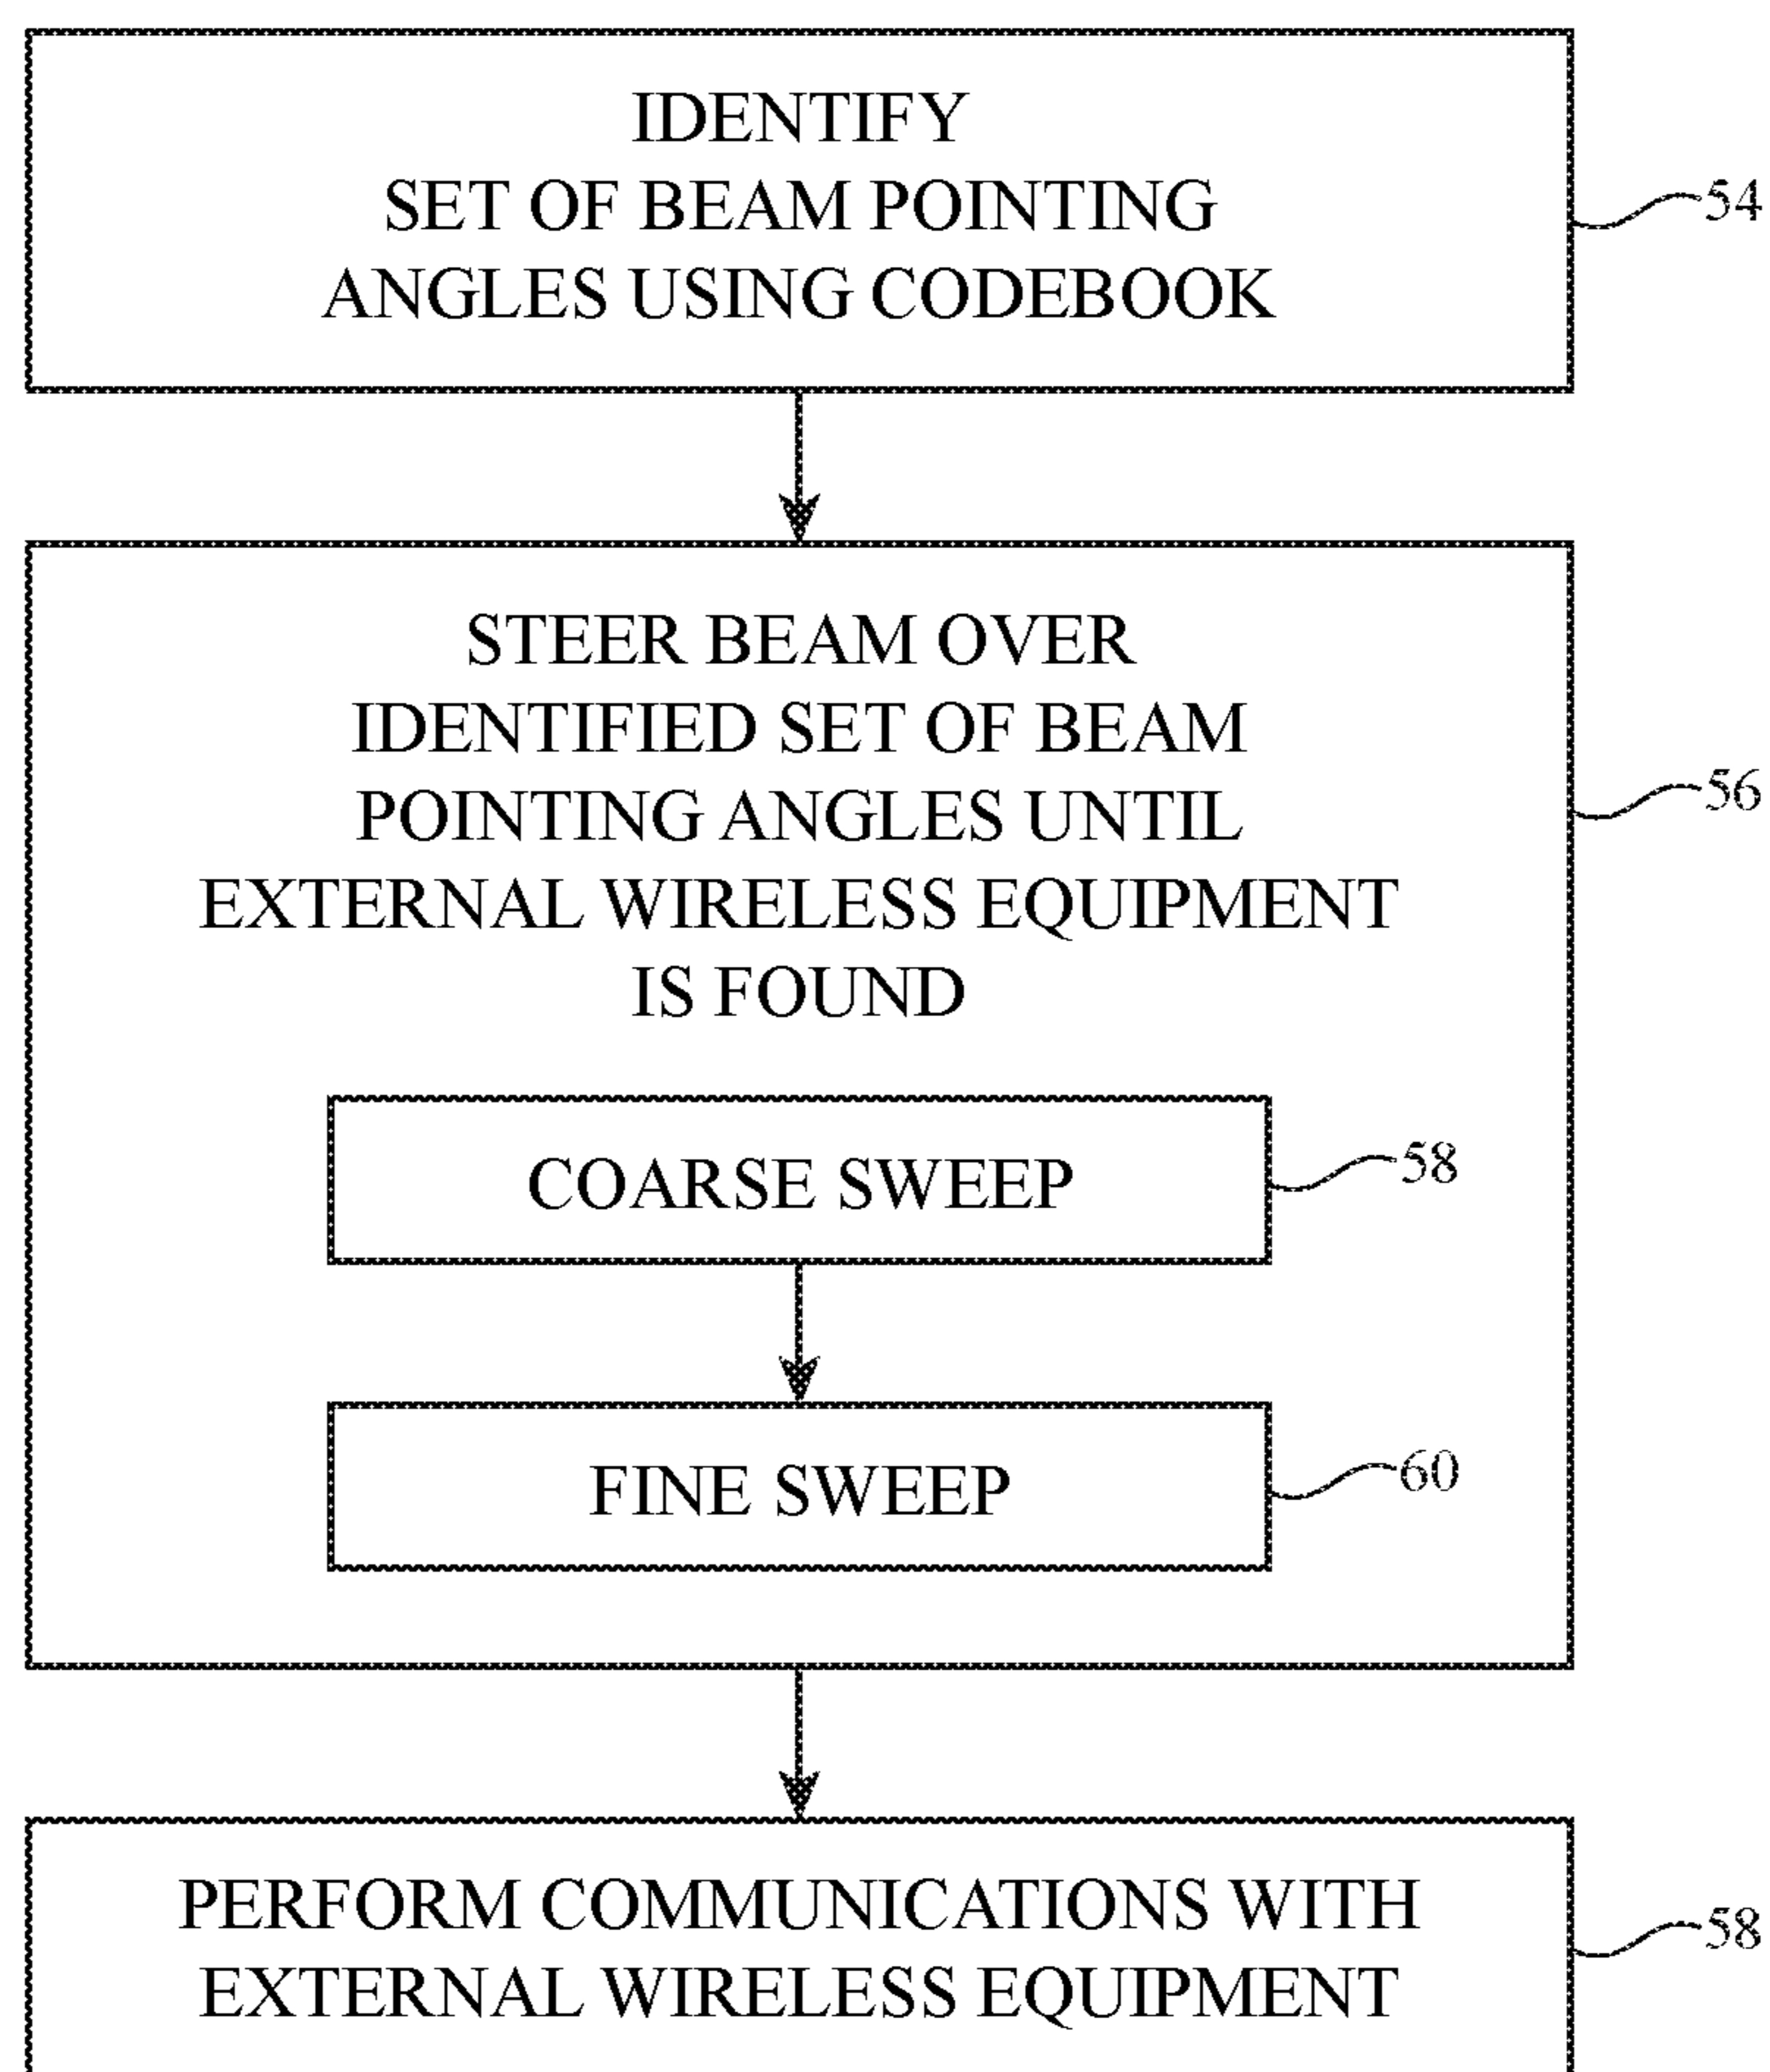 IDENTIFY
SET OF BEAM POINTING
ANGLES USING CODEBOOK
54
STEER BEAM OVER
IDENTIFIED SET OF BEAM
POINTING ANGLES UNTIL
EXTERNAL WIRELESS EQUIPMENT
IS FOUND
56
COARSE SWEEP
58
FINE SWEEP
60
PERFORM COMMUNICATIONS WITH
EXTERNAL WIRELESS EQUIPMENT
58